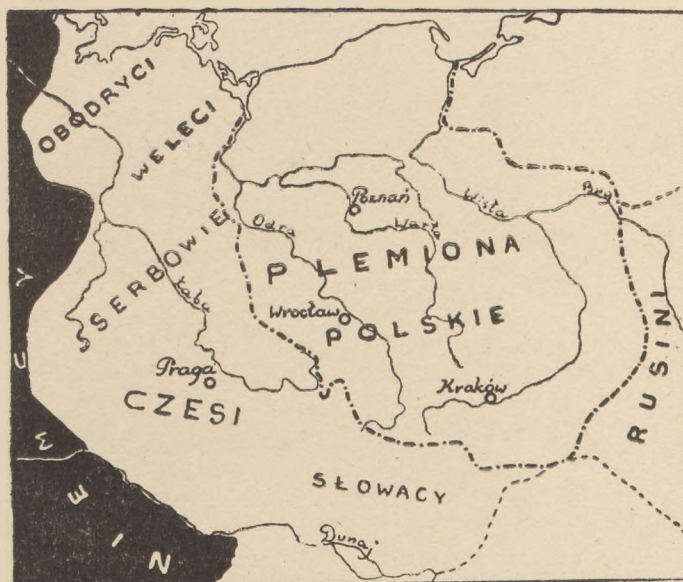 OBODRYCI
WELECI
Poznań
Wisła
Bug
SERBOWIE
Odra
Warta
PLEMIONA
Łaba
Wrocław
POLSKIE
RUSINI
Praga
Kraków
CZESI
SŁOWACY
Dunaj
NIEMCY